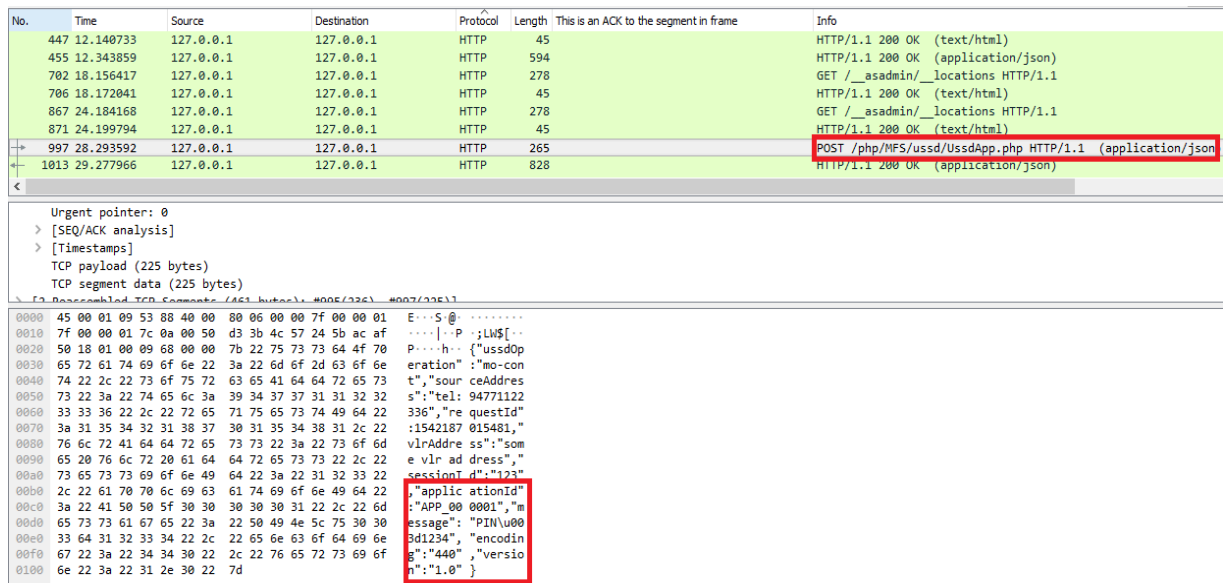 No. Time Source Destination Protocol Length This is an ACK to the segment in frame Info
447 12.140733 127.0.0.1 127.0.0.1 HTTP 45 HTTP/1.1 200 OK (text/html)
455 12.343859 127.0.0.1 127.0.0.1 HTTP 594 HTTP/1.1 200 OK (application/json)
702 18.156417 127.0.0.1 127.0.0.1 HTTP 278 GET /__asadmin/__locations HTTP/1.1
706 18.172041 127.0.0.1 127.0.0.1 HTTP 45 HTTP/1.1 200 OK (text/html)
867 24.184168 127.0.0.1 127.0.0.1 HTTP 278 GET /__asadmin/__locations HTTP/1.1
871 24.199794 127.0.0.1 127.0.0.1 HTTP 45 HTTP/1.1 200 OK (text/html)
997 28.293592 127.0.0.1 127.0.0.1 HTTP 265 POST /php/MFS/ussd/UssdApp.php HTTP/1.1 (application/json
1013 29.277966 127.0.0.1 127.0.0.1 HTTP 828 HTTP/1.1 200 OK (application/json)
Urgent pointer: 0
> [SEQ/ACK analysis]
> [Timestamps]
TCP payload (225 bytes)
TCP segment data (225 bytes)
> [2 Reassembled TCP Segments (461 bytes): #995(236), #997(225)]
0000 45 00 01 09 53 88 40 00 80 06 00 00 7f 00 00 01 E···S·@· ········
0010 7f 00 00 01 7c 0a 00 50 d3 3b 4c 57 24 5b ac af ····|··P ·;LW$[··
0020 50 18 01 00 09 68 00 00 7b 22 75 73 73 64 4f 70 P····h·· {"ussdOp
0030 65 72 61 74 69 6f 6e 22 3a 22 6d 6f 2d 63 6f 6e eration" :"mo-con
0040 74 22 2c 22 73 6f 75 72 63 65 41 64 64 72 65 73 t","sour ceAddres
0050 73 22 3a 22 74 65 6c 3a 39 34 37 37 31 31 32 32 s":"tel: 94771122
0060 33 33 36 22 2c 22 72 65 71 75 65 73 74 49 64 22 336","re questId"
0070 3a 31 35 34 32 31 38 37 30 31 35 34 38 31 2c 22 :1542187 015481,"
0080 76 6c 72 41 64 64 72 65 73 73 22 3a 22 73 6f 6d vlrAddre ss":"som
0090 65 20 76 6c 72 20 61 64 64 72 65 73 73 22 2c 22 e vlr ad dress","
00a0 73 65 73 73 69 6f 6e 49 64 22 3a 22 31 32 33 22 sessionI d":"123"
00b0 2c 22 61 70 70 6c 69 63 61 74 69 6f 6e 49 64 22 ,"applic ationId"
00c0 3a 22 41 50 50 5f 30 30 30 30 30 31 22 2c 22 6d :"APP_00 0001","m
00d0 65 73 73 61 67 65 22 3a 22 50 49 4e 5c 75 30 30 essage": "PIN\u00
00e0 33 64 31 32 33 34 22 2c 22 65 6e 63 6f 64 69 6e 3d1234", "encodin
00f0 67 22 3a 22 34 34 30 22 2c 22 76 65 72 73 69 6f g":"440" ,"versio
0100 6e 22 3a 22 31 2e 30 22 7d n":"1.0" }